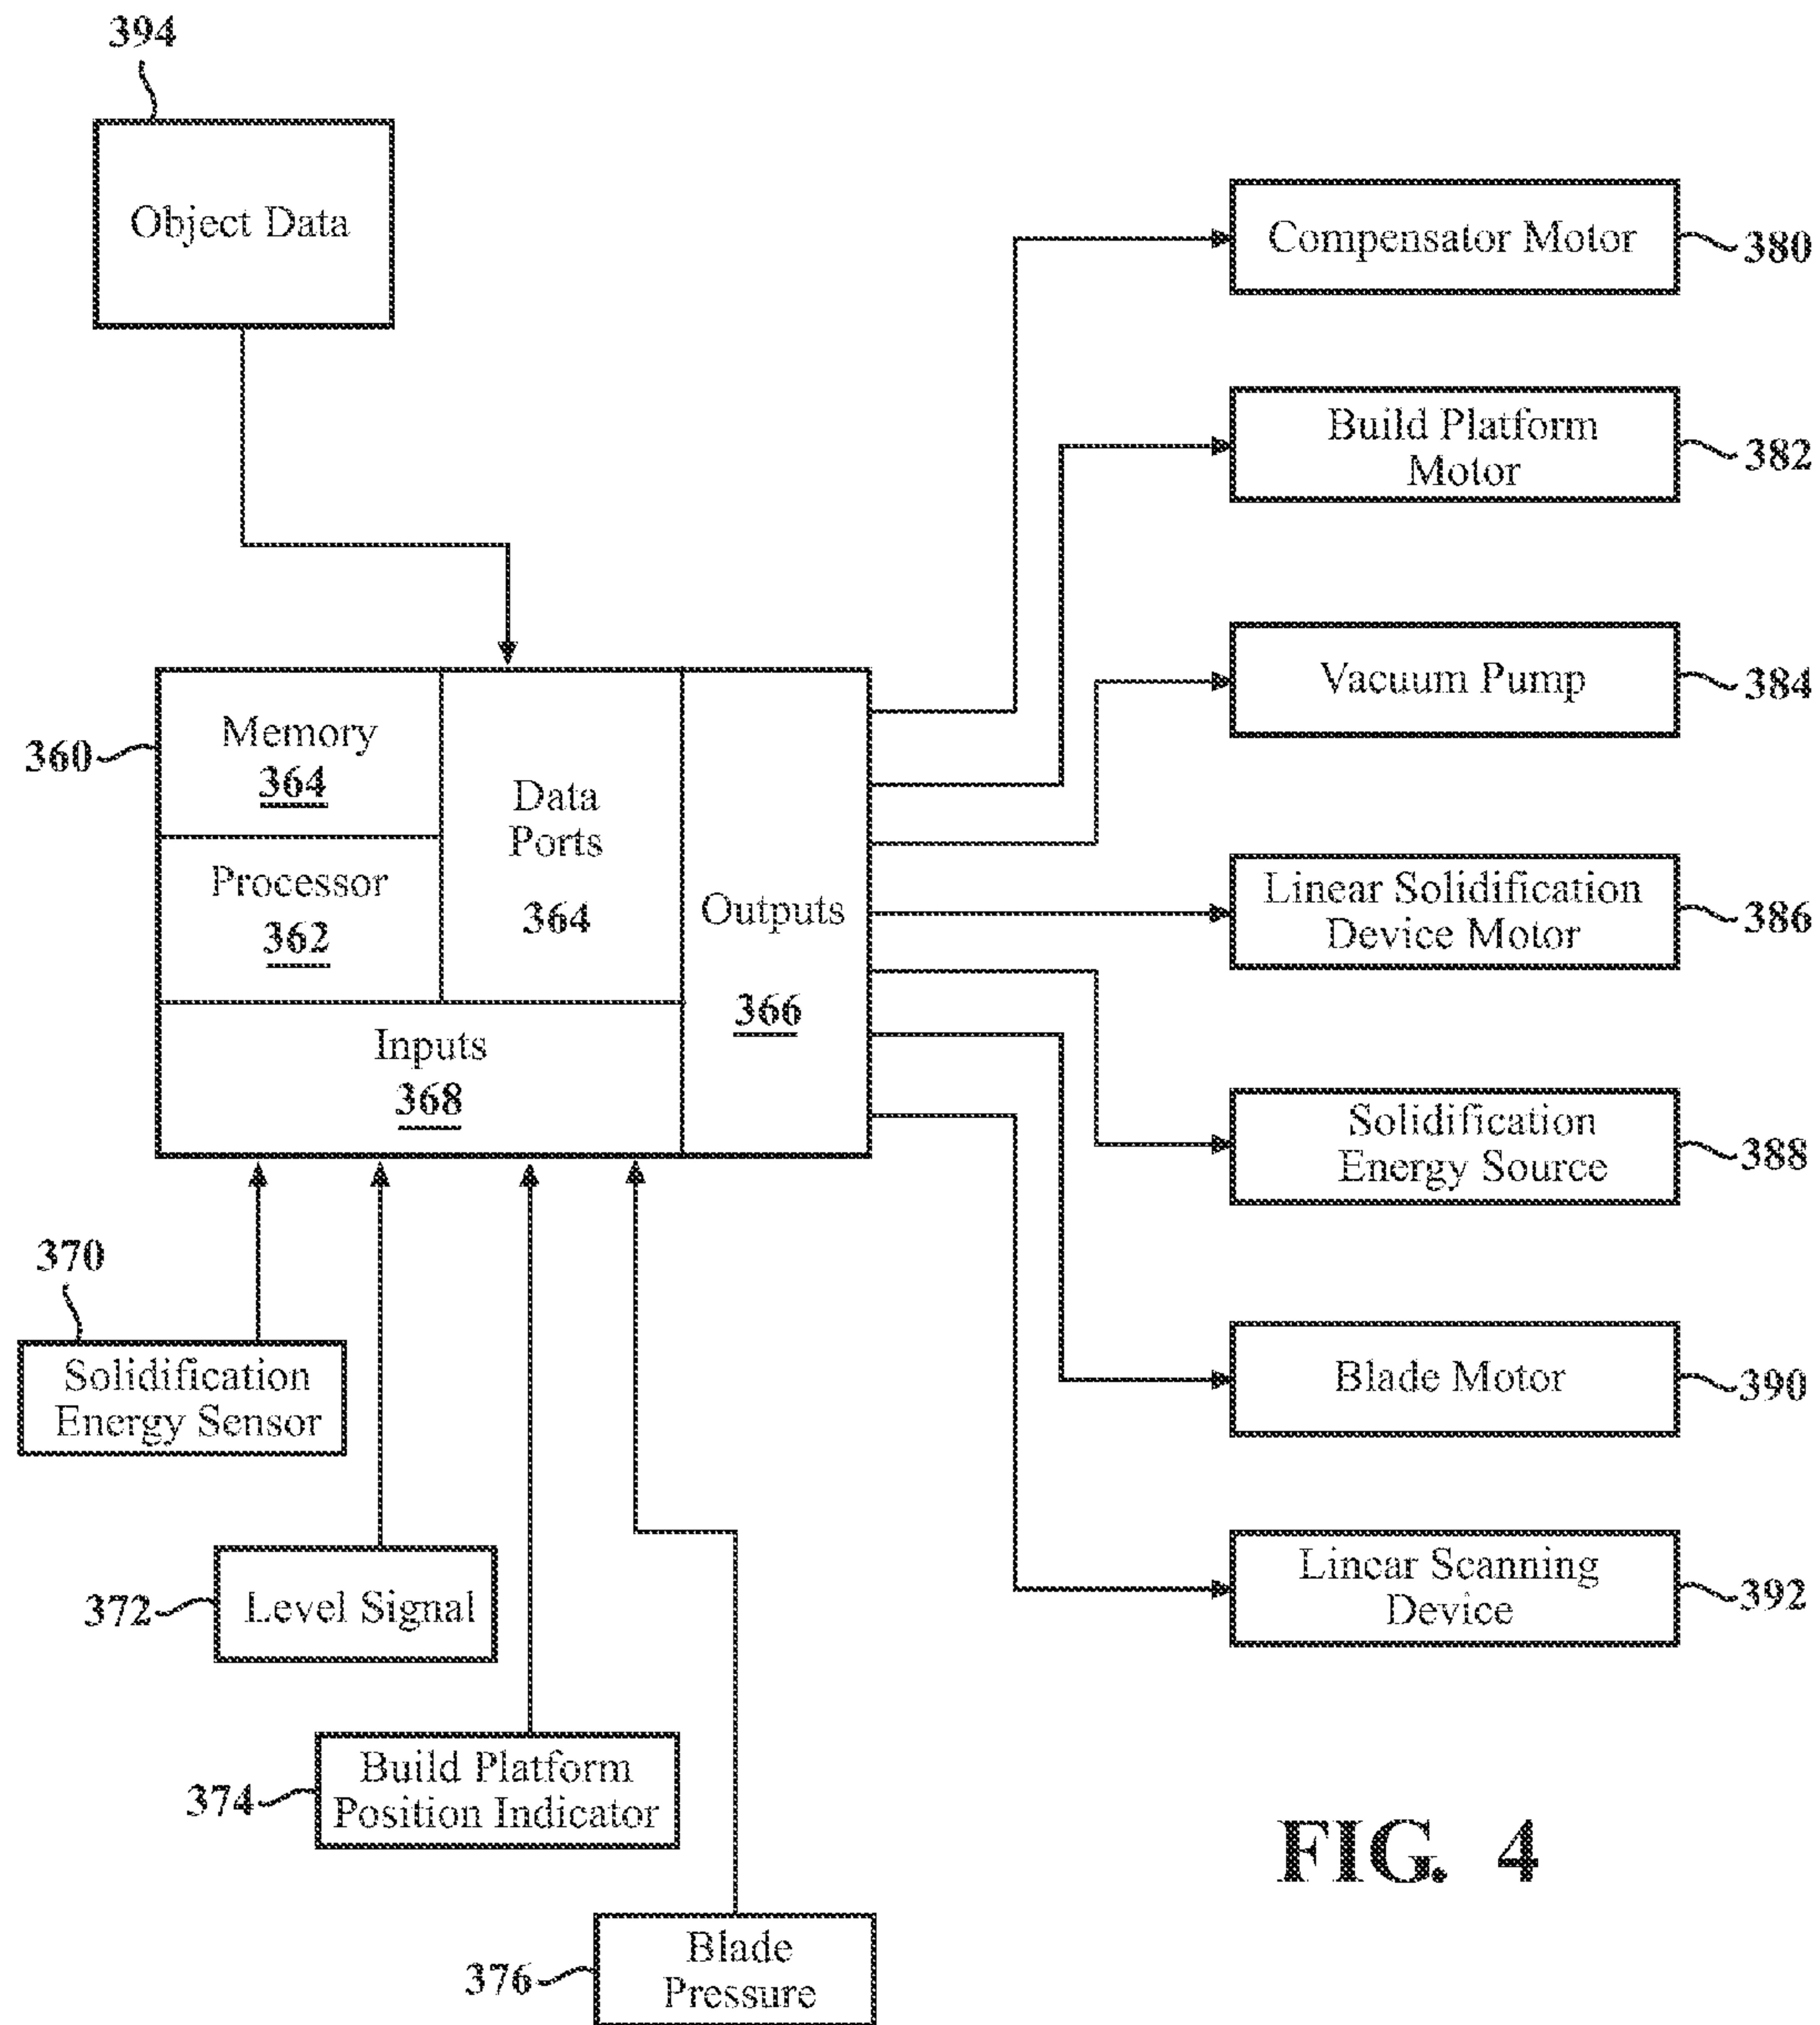 394
Object Data
Compensator Motor
380
Build Platform
Motor
382
Vacuum Pump
384
360
Memory
364
Data
Ports
364
Processor
362
Outputs
366
Inputs
368
Linear Solidification
Device Motor
386
Solidification
Energy Source
388
370
Solidification
Energy Sensor
Blade Motor
390
372
Level Signal
Linear Scanning
Device
392
374
Build Platform
Position Indicator
376
Blade
Pressure
FIG. 4